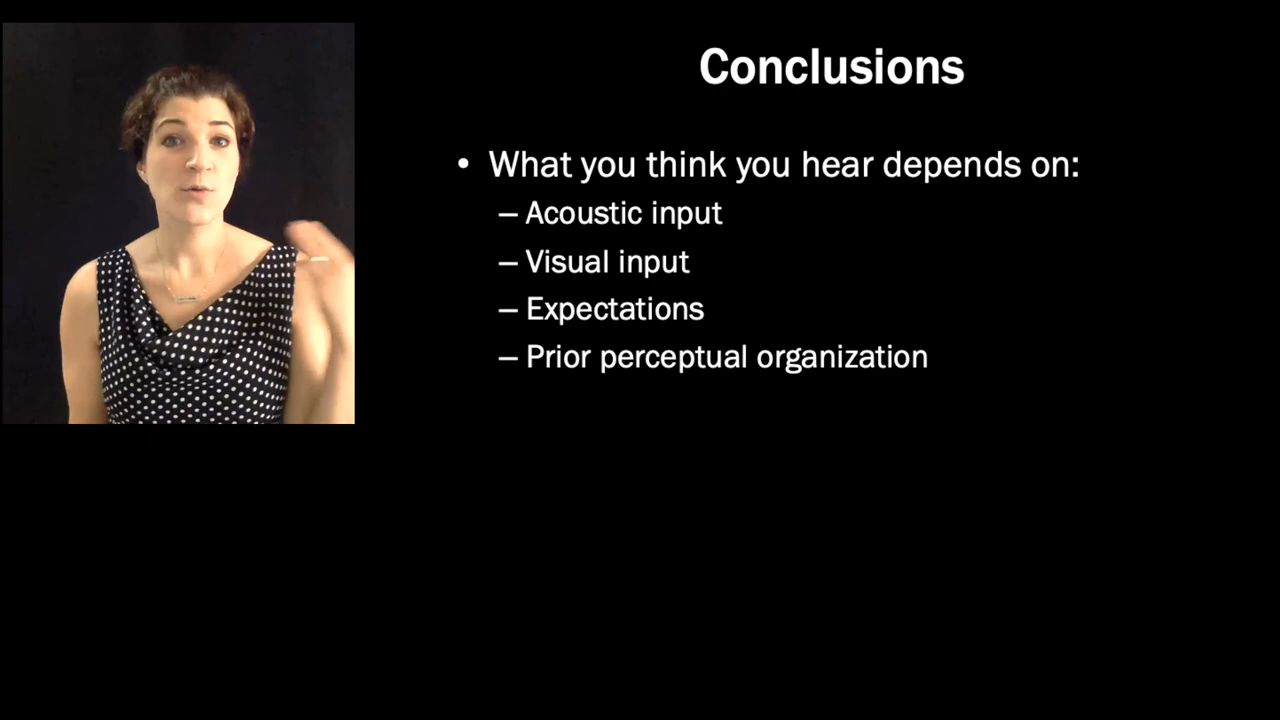 Conclusions
• What you think you hear depends on:
– Acoustic input
– Visual input
– Expectations
– Prior perceptual organization